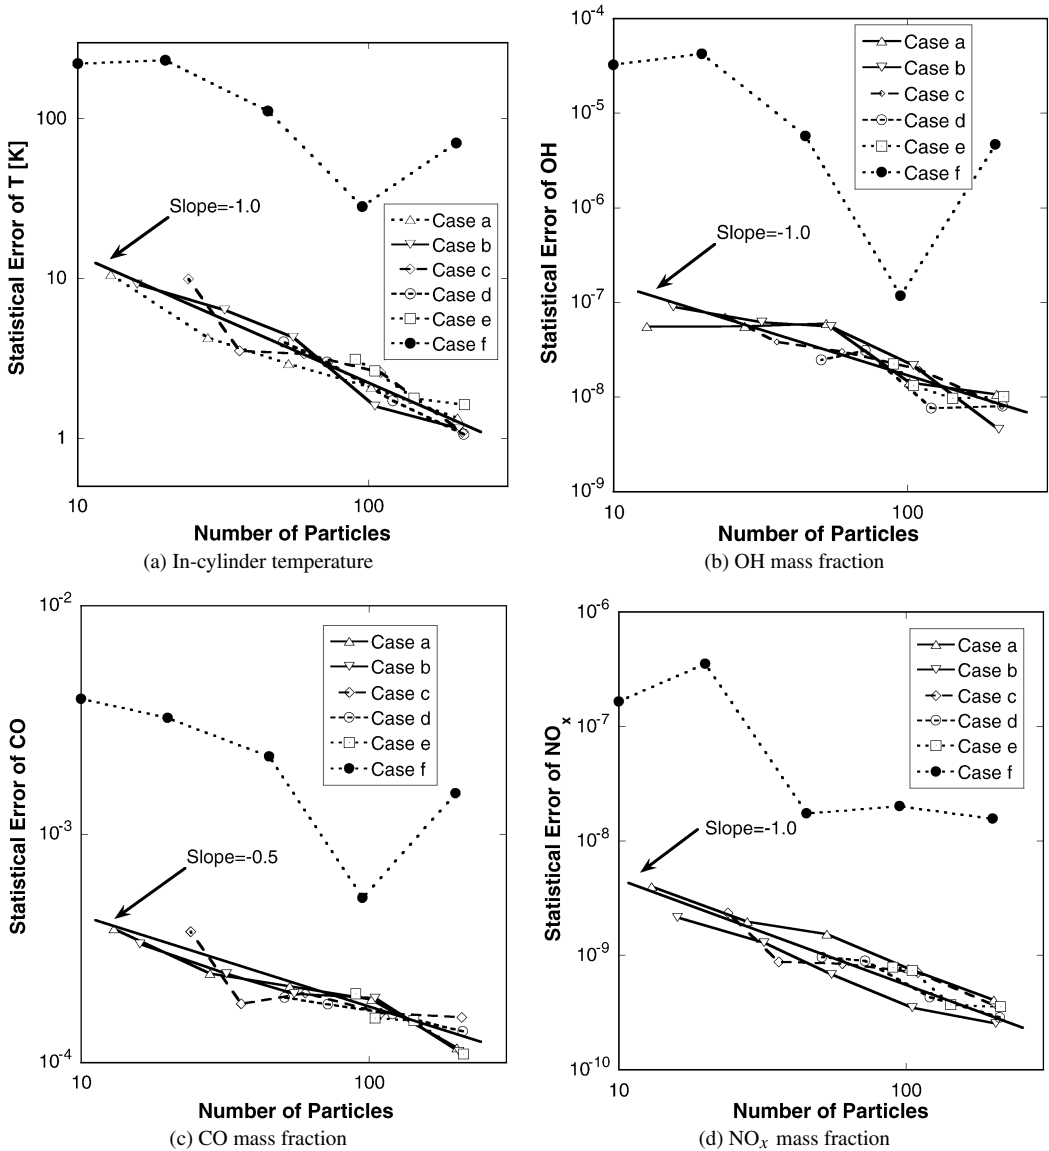 100
10
1
10
100
Statistical Error of T [K]
Number of Particles
Slope=-1.0
Case a
Case b
Case c
Case d
Case e
Case f
(a) In-cylinder temperature
10-4
10-5
10-6
10-7
10-8
10-9
10
100
Statistical Error of OH
Number of Particles
Slope=-1.0
Case a
Case b
Case c
Case d
Case e
Case f
(b) OH mass fraction
10-2
10-3
10-4
10
100
Statistical Error of CO
Number of Particles
Slope=-0.5
Case a
Case b
Case c
Case d
Case e
Case f
(c) CO mass fraction
10-6
10-7
10-8
10-9
10-10
10
100
Statistical Error of NOx
Number of Particles
Slope=-1.0
Case a
Case b
Case c
Case d
Case e
Case f
(d) NOx mass fraction